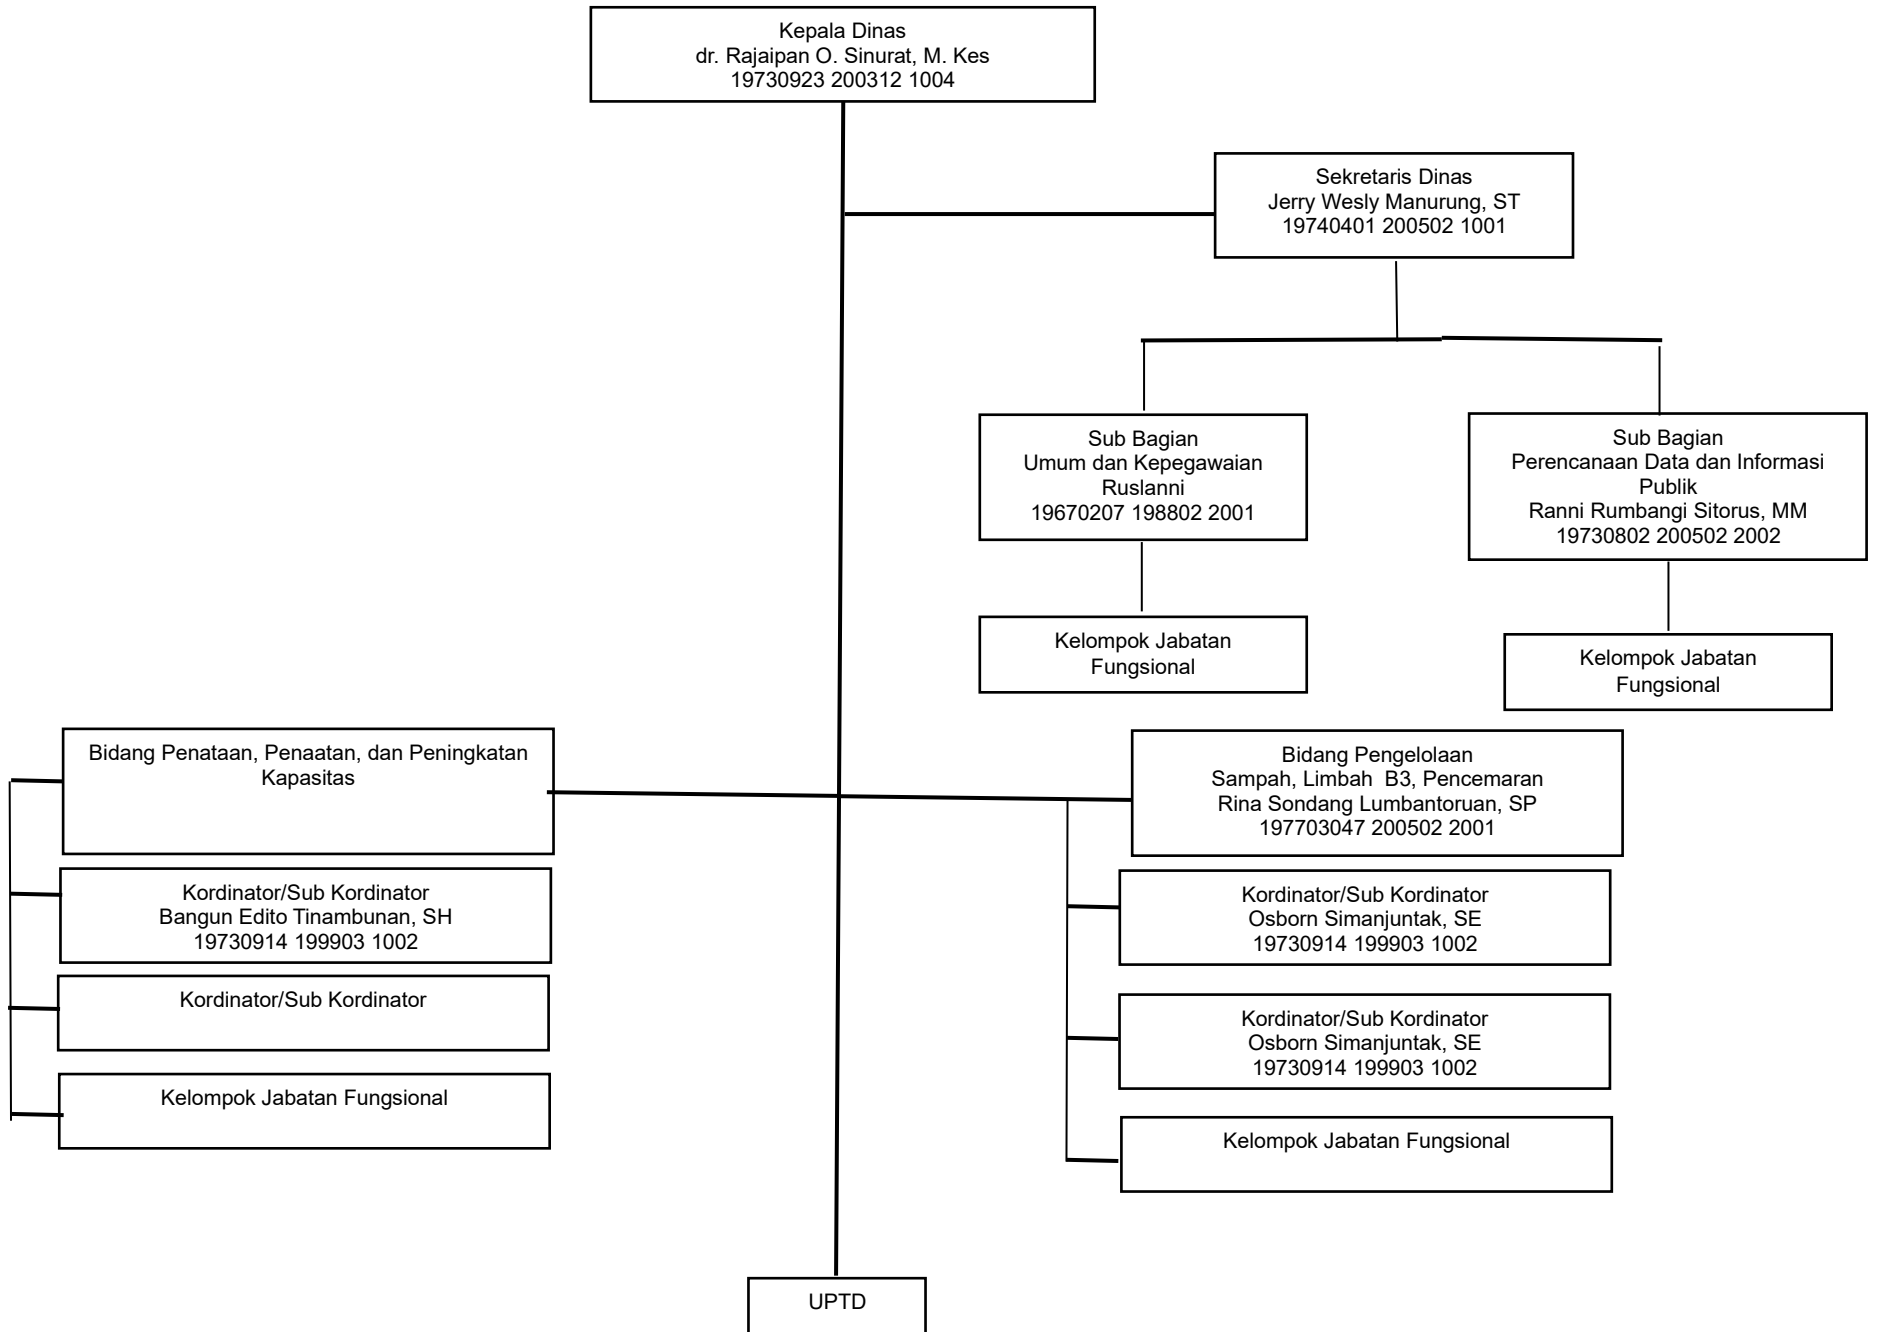 Kepala Dinas
dr. Rajaipan O. Sinurat, M. Kes
19730923 200312 1004
Sekretaris Dinas
Jerry Wesly Manurung, ST
19740401 200502 1001
Sub Bagian
Umum dan Kepegawaian
Ruslanni
19670207 198802 2001
Sub Bagian
Perencanaan Data dan Informasi
Publik
Ranni Rumbangi Sitorus, MM
19730802 200502 2002
Kelompok Jabatan
Fungsional
Kelompok Jabatan
Fungsional
Bidang Penataan, Penaatan, dan Peningkatan
Kapasitas
Kordinator/Sub Kordinator
Bangun Edito Tinambunan, SH
19730914 199903 1002
Kordinator/Sub Kordinator
Kelompok Jabatan Fungsional
Bidang Pengelolaan
Sampah, Limbah  B3, Pencemaran
Rina Sondang Lumbantoruan, SP
197703047 200502 2001
Kordinator/Sub Kordinator
Osborn Simanjuntak, SE
19730914 199903 1002
Kordinator/Sub Kordinator
Osborn Simanjuntak, SE
19730914 199903 1002
Kelompok Jabatan Fungsional
UPTD